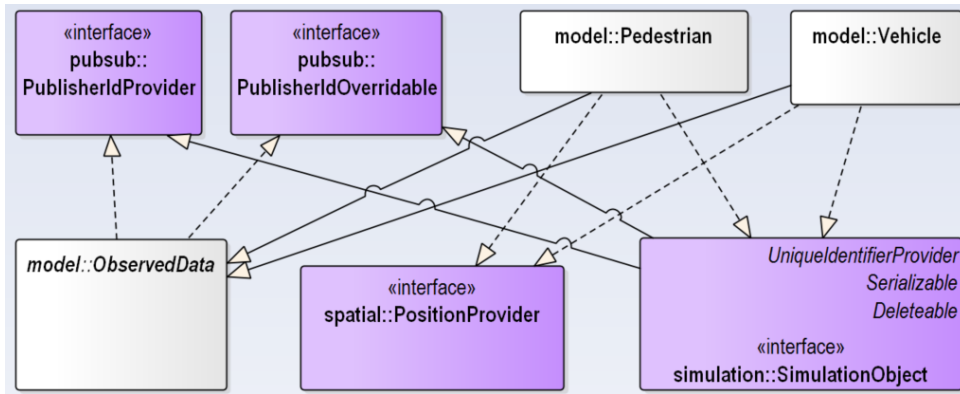 «interface»
pubsub::
PublisherIdProvider
«interface»
pubsub::
PublisherIdOverridable
model::Pedestrian
model::Vehicle
model::ObservedData
«interface»
spatial::PositionProvider
UniqueIdentifierProvider
Serializable
Deleteable
«interface»
simulation::SimulationObject